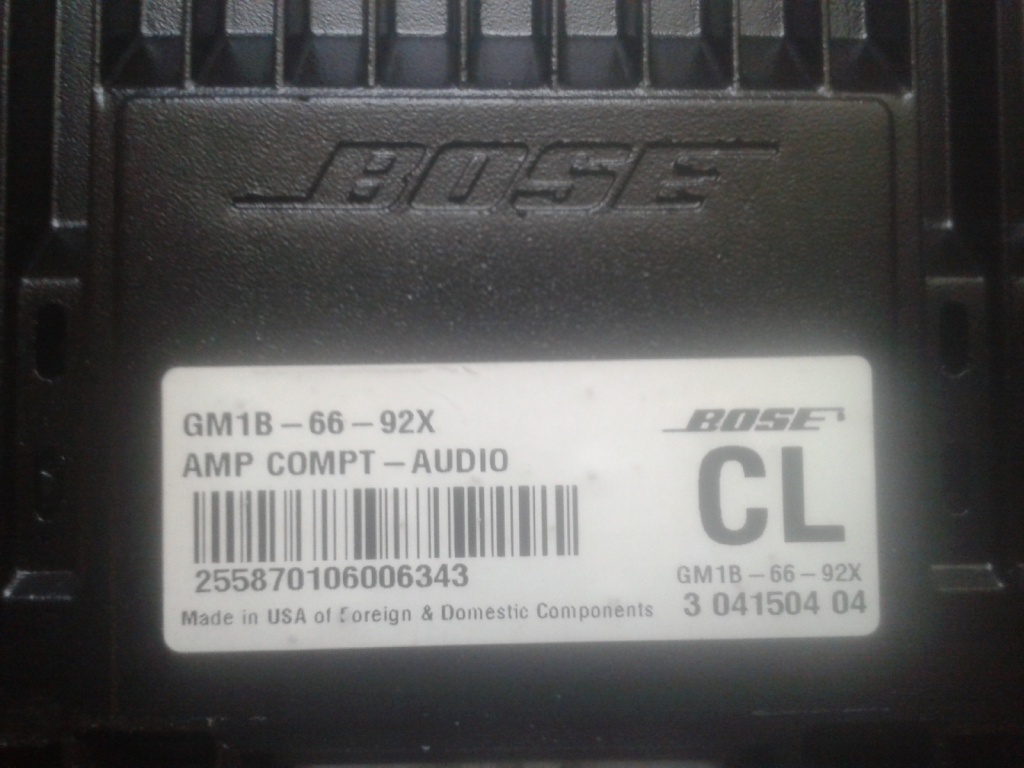 BOSE
GM1B-66-92X
AMP COMPT-AUDIO
255870106006343
Made in USA of Foreign & Domestic Components
BOSE
CL
GM1B-66-92X
3 041504 04